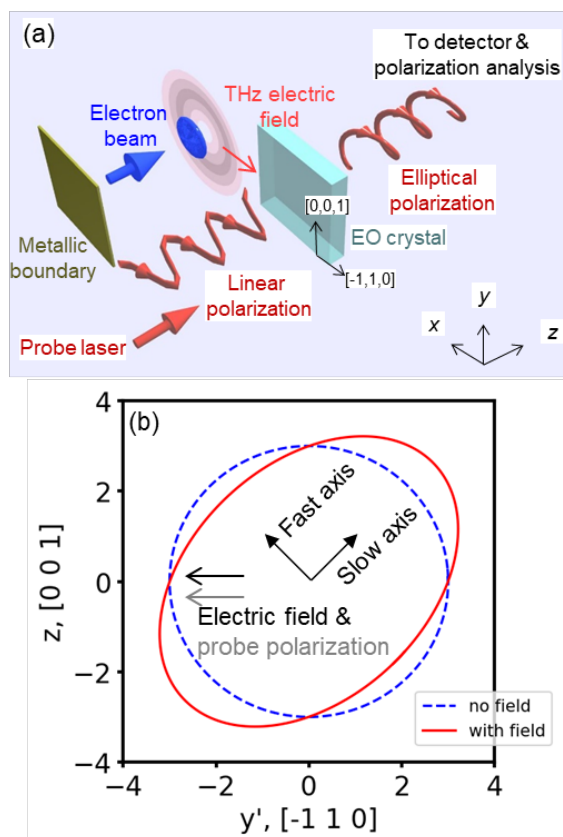 (a)
To detector &
polarization analysis
THz electric
field
Electron
beam
Elliptical
polarization
[0,0,1]
EO crystal
Metallic
boundary
[-1,1,0]
Linear
polarization
y
x
z
Probe laser
(b)
4
2
0
−2
−4
z, [0 0 1]
Fast axis
Slow axis
Electric field &
probe polarization
no field
with field
−4
−2
0
2
4
y', [-1 1 0]